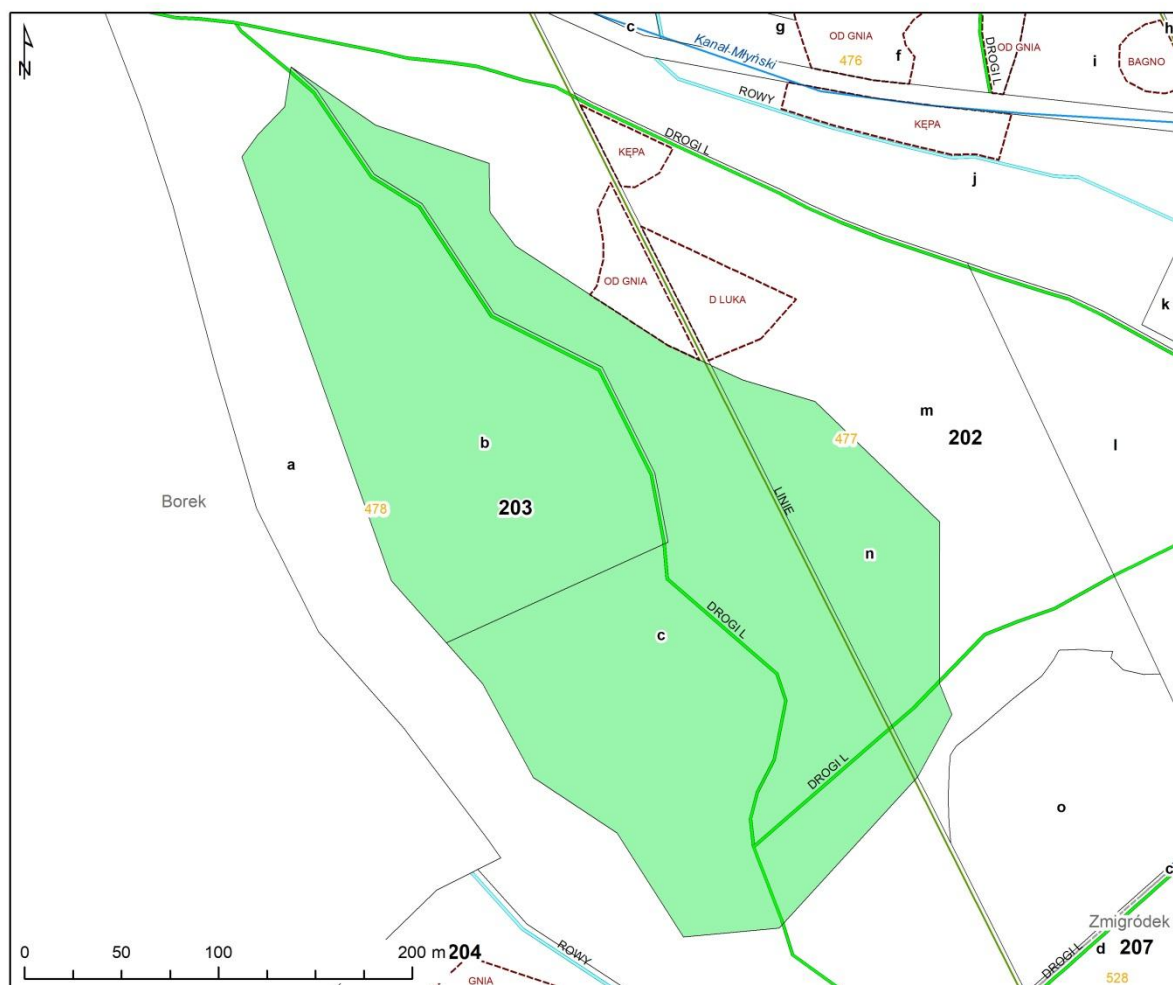 c
g
OD GNIA
f
DROGI L
OD GNIA
i
h
BAGNO
476
Kanał-Młyński
ROWY
KĘPA
DROGI L
KĘPA
j
OD GNIA
D LUKA
k
m
202
477
l
b
a
Borek
478
203
LINIE
n
DROGI L
c
DROGI L
o
c
Zmigródek
d 207
528
DROGI L
0 50 100 200 m
204
ROWY
GNIA
N